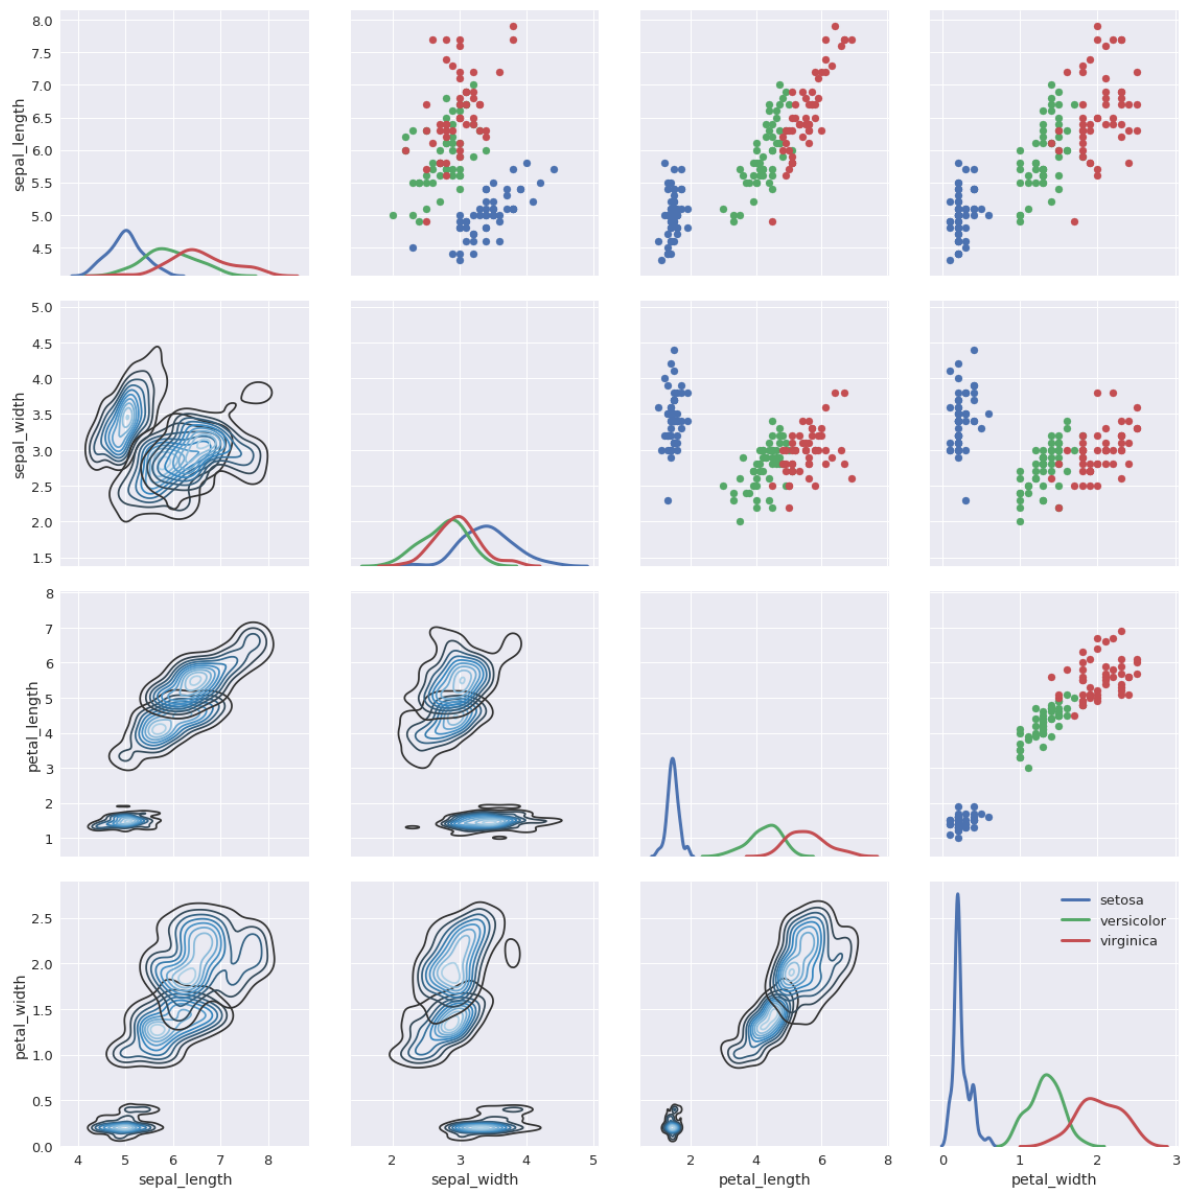 8.0
7.5
7.0
6.5
6.0
5.5
5.0
4.5
sepal_length
5.0
4.5
4.0
3.5
3.0
2.5
2.0
1.5
sepal_width
8
7
6
5
4
3
2
1
petal_length
setosa
versicolor
virginica
2.5
2.0
1.5
1.0
0.5
0.0
petal_width
4 5 6 7 8
2 3 4 5
2 4 6 8
0 1 2 3
sepal_length
sepal_width
petal_length
petal_width